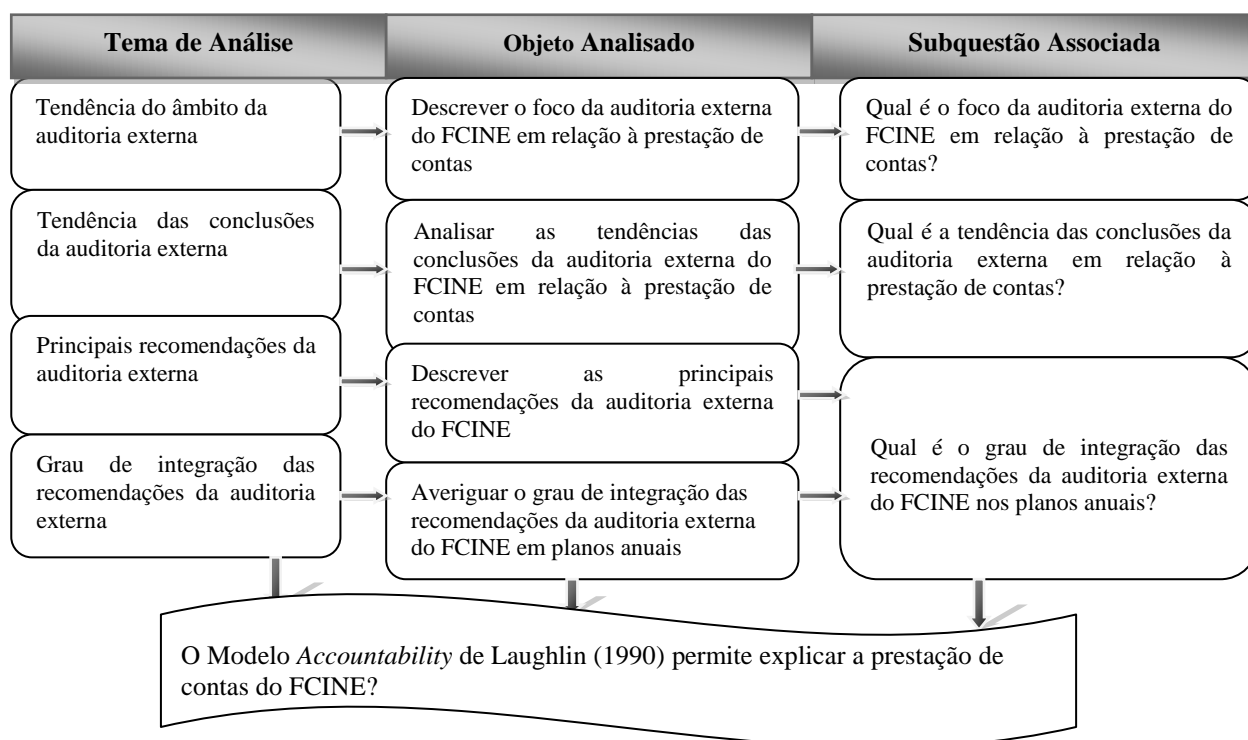 Tema de Análise
Objeto Analisado
Subquestão Associada
Tendência do âmbito da
auditoria externa
Descrever o foco da auditoria externa
do FCINE em relação à prestação de
contas
Qual é o foco da auditoria externa do
FCINE em relação à prestação de
contas?
Tendência das conclusões
da auditoria externa
Analisar as tendências das
conclusões da auditoria externa do
FCINE em relação à prestação de
contas
Qual é a tendência das conclusões da
auditoria externa em relação à
prestação de contas?
Principais recomendações da
auditoria externa
Descrever as principais
recomendações da auditoria externa
do FCINE
Grau de integração das
recomendações da auditoria
externa
Averiguar o grau de integração das
recomendações da auditoria externa
do FCINE em planos anuais
Qual é o grau de integração das
recomendações da auditoria externa
do FCINE nos planos anuais?
O Modelo Accountability de Laughlin (1990) permite explicar a prestação de
contas do FCINE?